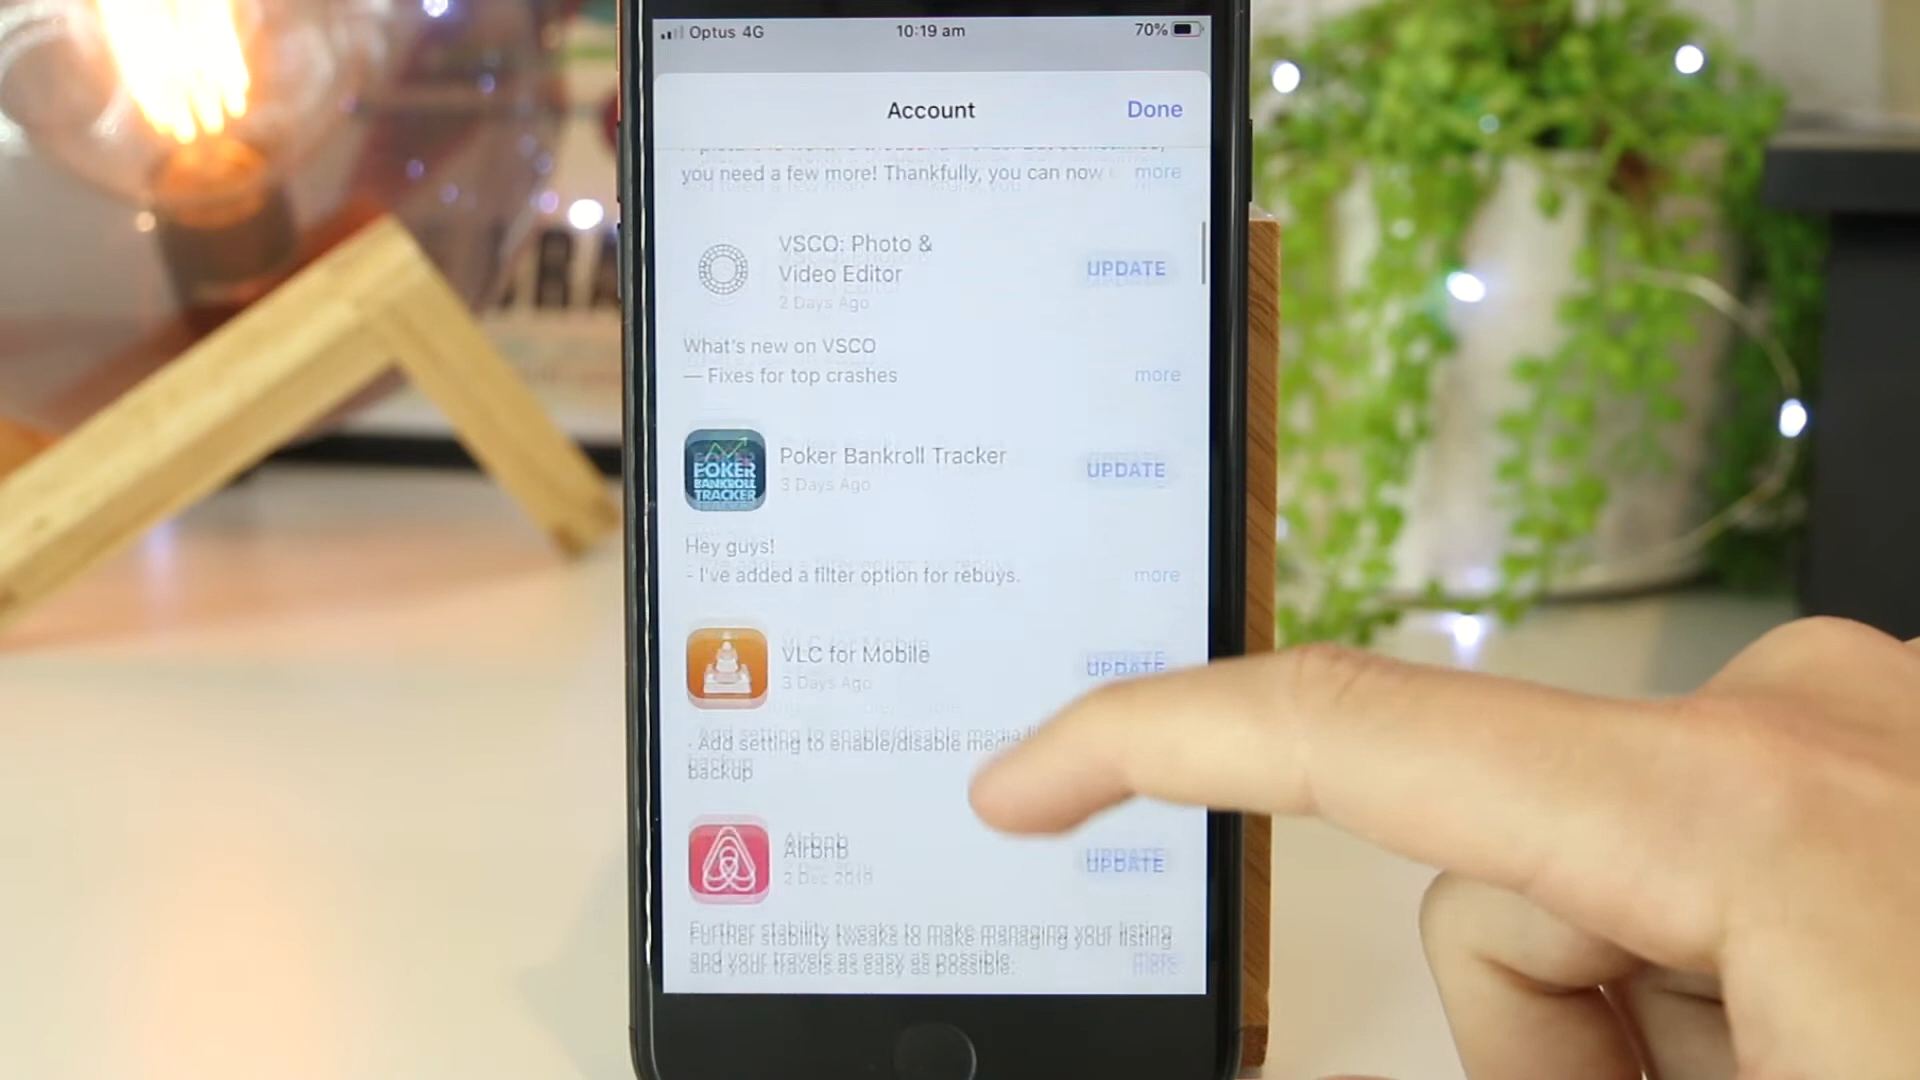 Optus 4G 10:19 am 70%
Account Done
you need a few more! Thankfully, you can now more
VSCO: Photo &
Video Editor
UPDATE
2 Days Ago
What's new on VSCO
— Fixes for top crashes more
POKER
BANKROLL
TRACKER
Poker Bankroll Tracker
UPDATE
3 Days Ago
Hey guys!
- I've added a filter option for rebuys. more
VLC for Mobile
UPDATE
3 Days Ago
- Add setting to enable/disable
backup
Airbnb
UPDATE
2 Dec 2019
Further stability tweaks to make managing your listing
and your travels as easy as possible. more